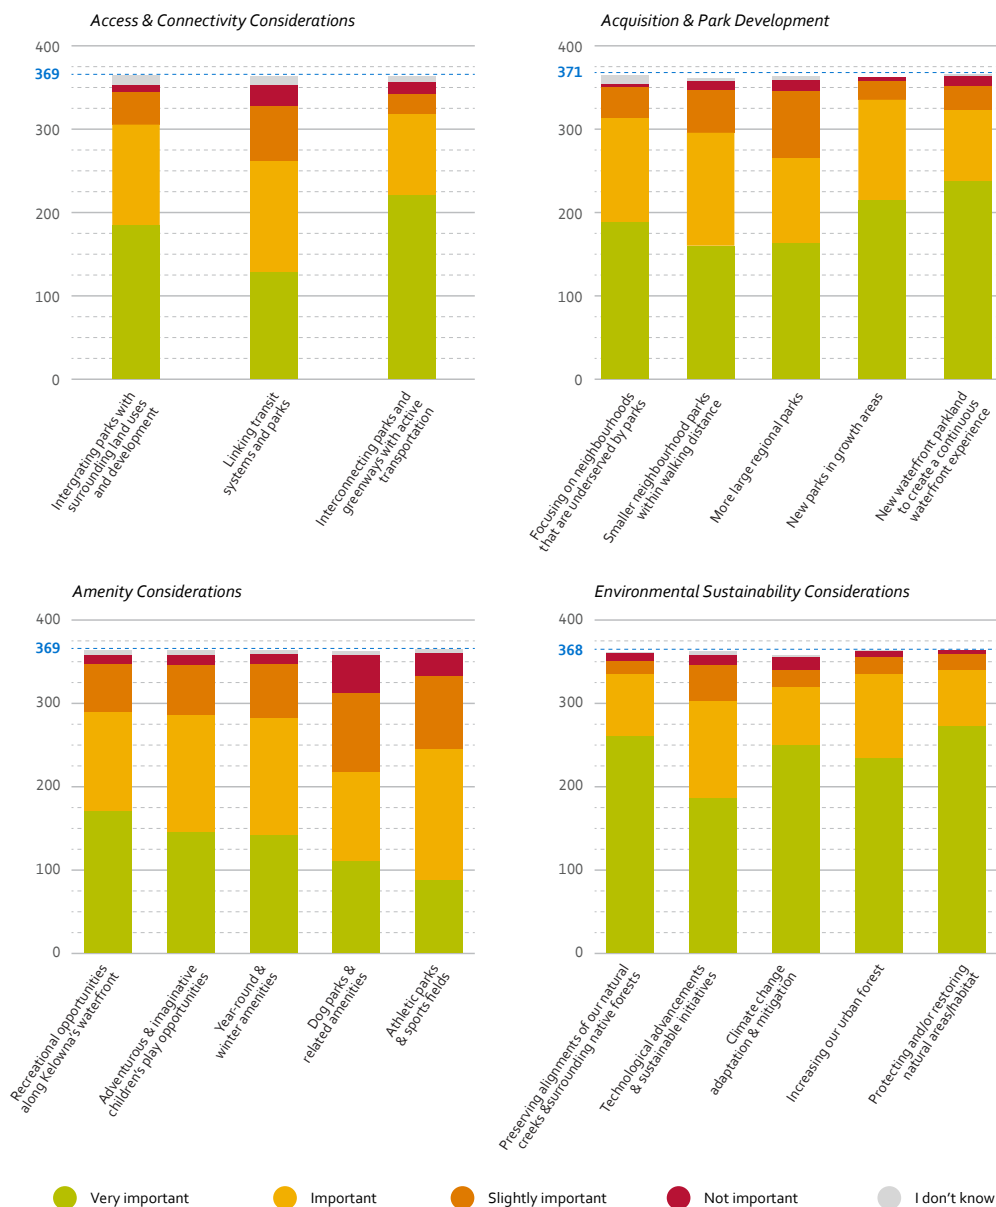 Access & Connectivity Considerations
400
369
300
200
100
0
Intergrating parks with
surrounding land uses
and development
Linking transit
systems and parks
Interconnecting parks and
greenways with active
transportation
Acquisition & Park Development
400
371
300
200
100
0
Focusing on neighbourhoods
that are underserved by parks
Smaller neighbourhood parks
within walking distance
More large regional parks
New parks in growth areas
New waterfront parkland
to create a continuous
waterfront experience
Amenity Considerations
400
369
300
200
100
0
Recreational opportunities
along Kelowna's waterfront
Adventurous & imaginative
children's play opportunities
Year-round &
winter amenities
Dog parks &
related amenities
Athletic parks
& sports fields
Environmental Sustainability Considerations
400
368
300
200
100
0
Preserving alignments of our natural
creeks &surrounding native forests
Technological advancements
& sustainable initiatives
Climate change
adaptation & mitigation
Increasing our urban forest
Protecting and/or restoring
natural areas/habitat
Very important
Important
Slightly important
Not important
I don't know